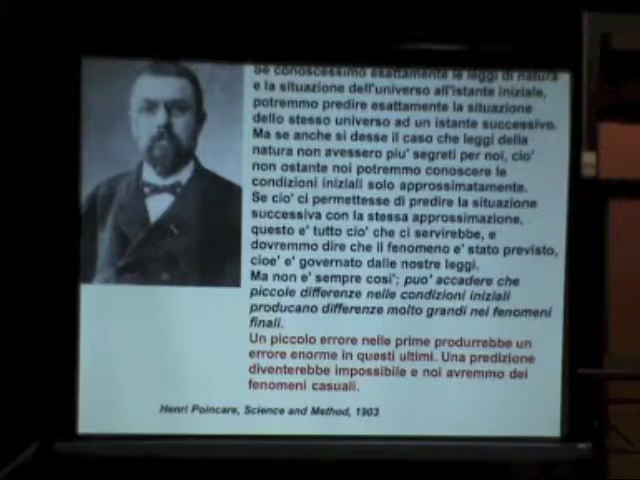 Se conoscessimo esattamente le leggi di natura
e la situazione dell'universo all'istante iniziale,
potremmo predire esattamente la situazione
dello stesso universo ad un istante successivo.
Ma se anche si desse il caso che leggi della
natura non avessero piu' segreti per noi, cio'
non ostante noi potremmo conoscere le
condizioni iniziali solo approssimatamente.
Se cio' ci permettesse di predire la situazione
successiva con la stessa approssimazione,
questo e' tutto cio' che ci servirebbe, e
dovremmo dire che il fenomeno e' stato previsto,
cioe' e' governato dalle nostre leggi.
Ma non e' sempre cosi'; puo' accadere che
piccole differenze nelle condizioni iniziali
producano differenze molto grandi nei fenomeni
finali.
Un piccolo errore nelle prime produrrebbe un
errore enorme in questi ultimi. Una predizione
diventerebbe impossibile e noi avremmo dei
fenomeni casuali.
Henri Poincare, Science and Method, 1903